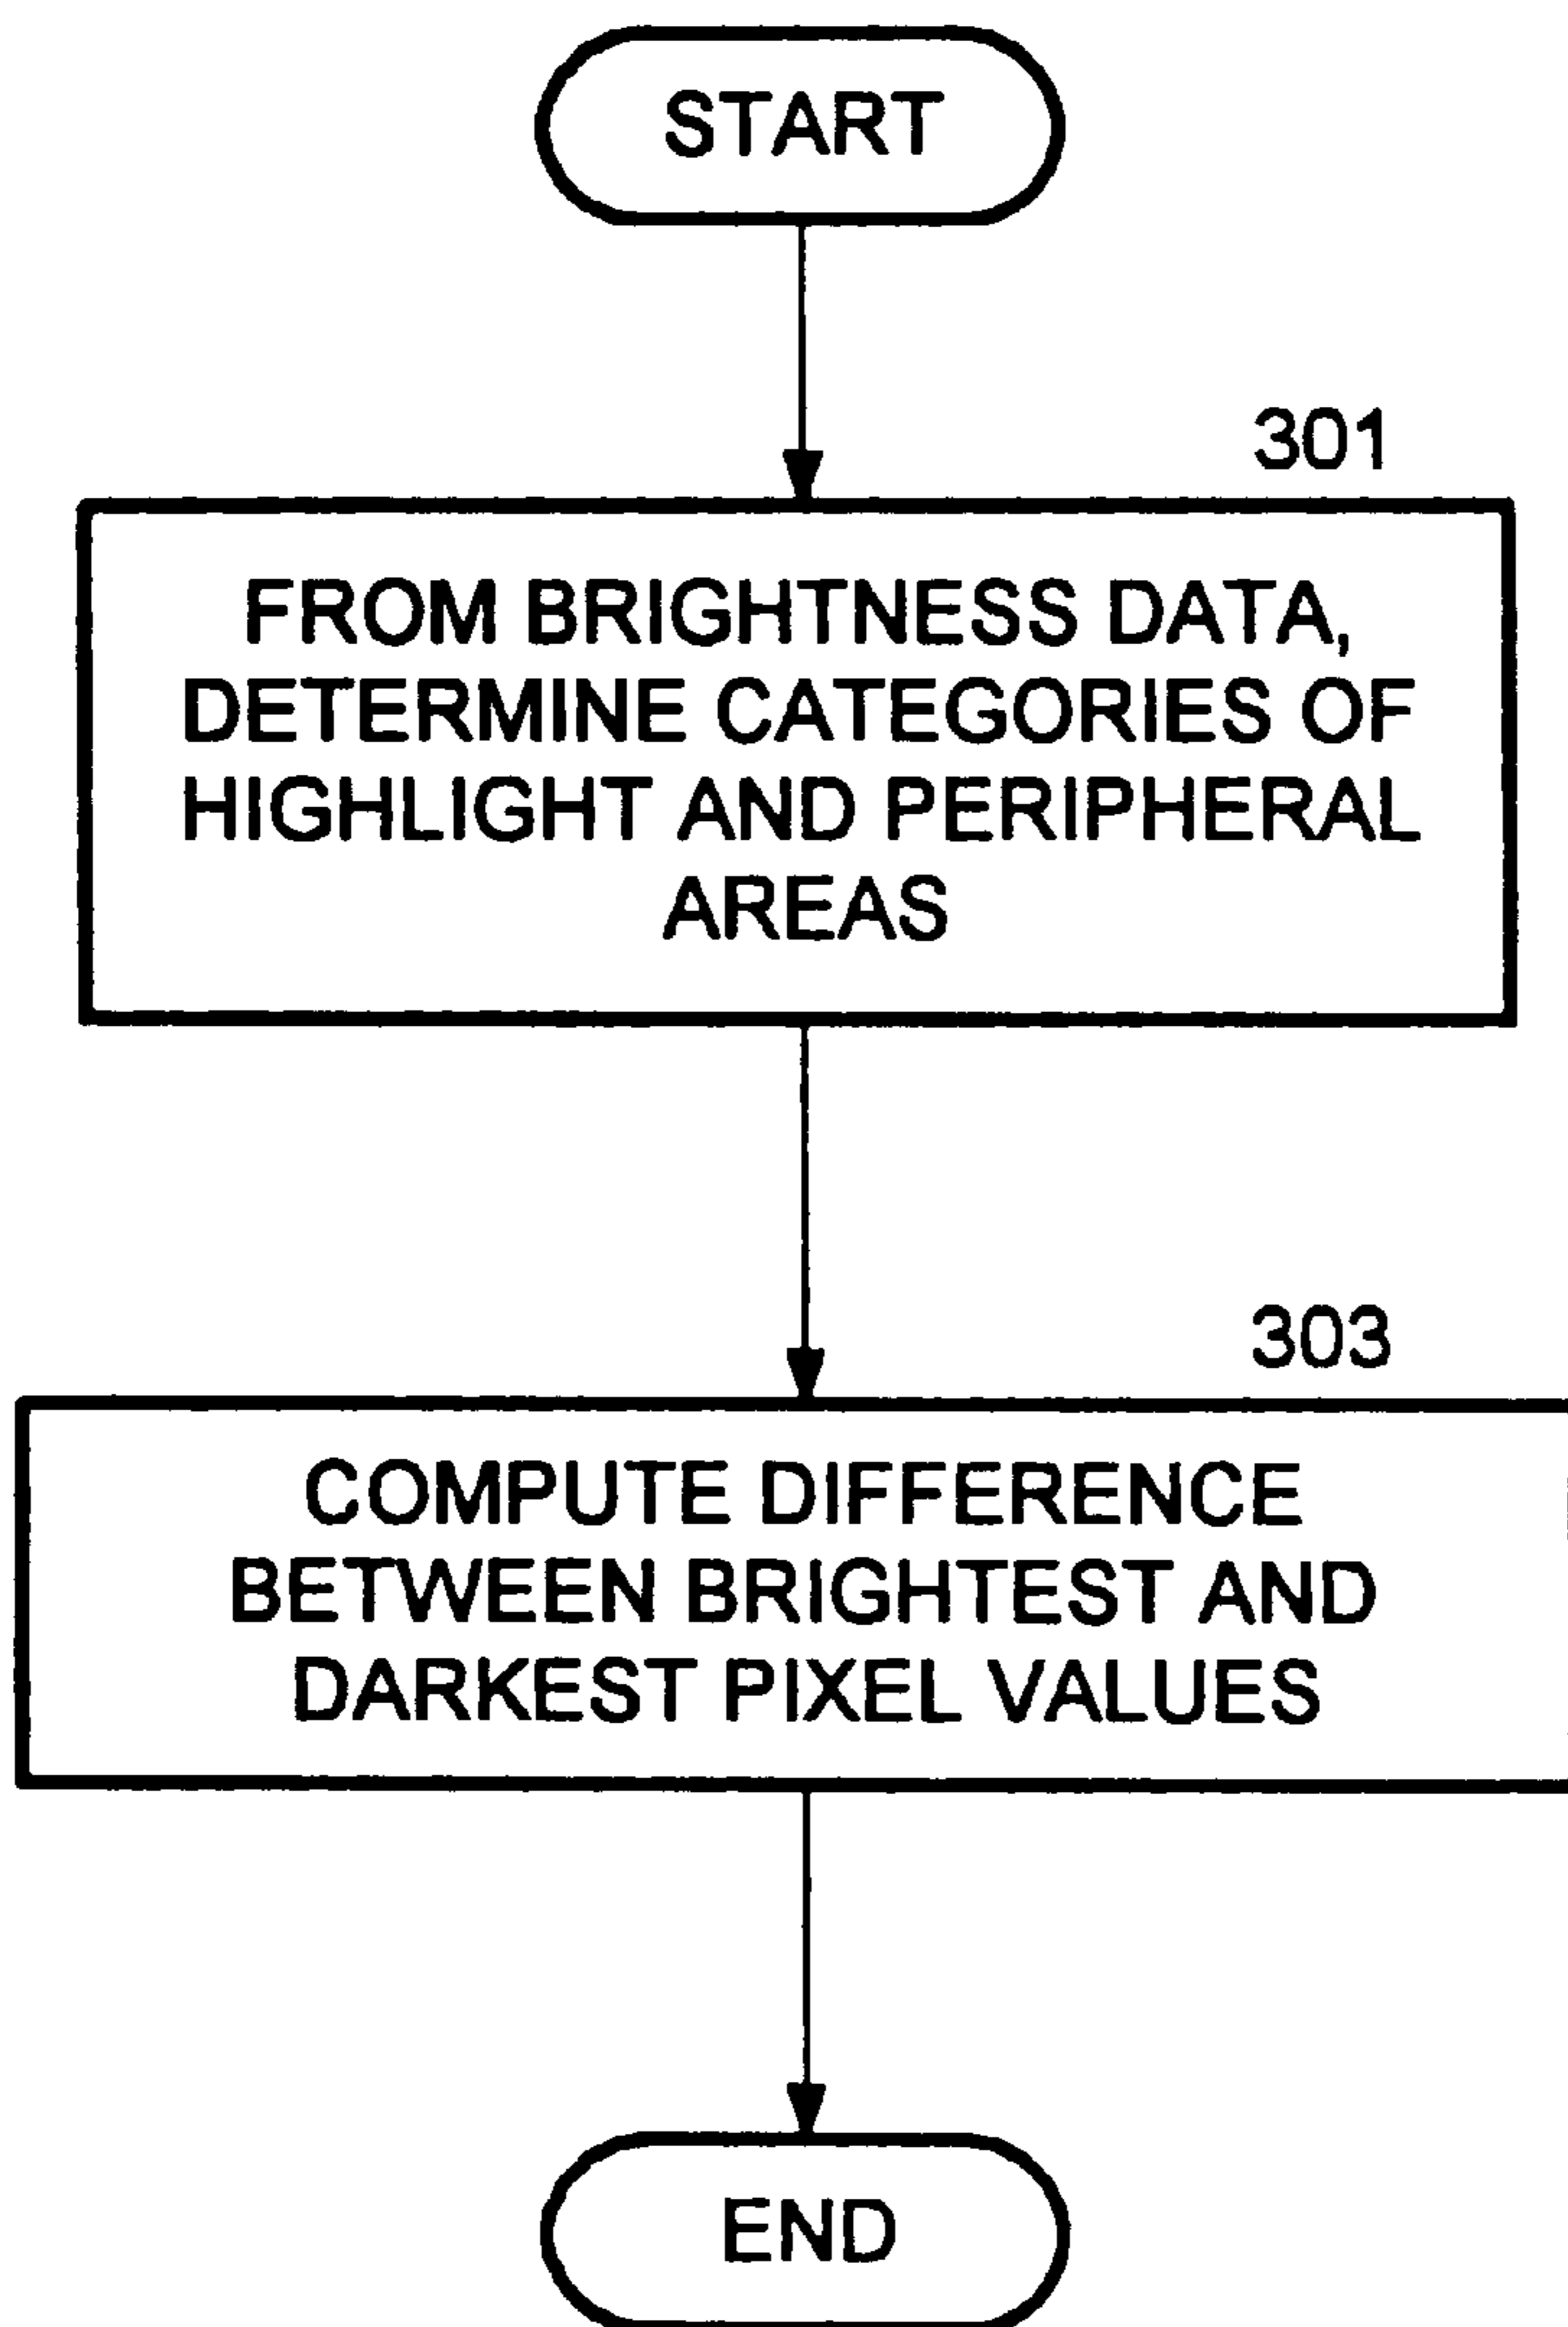 START
301
FROM BRIGHTNESS DATA,
DETERMINE CATEGORIES OF
HIGHLIGHT AND PERIPHERAL
AREAS
303
COMPUTE DIFFERENCE
BETWEEN BRIGHTEST AND
DARKEST PIXEL VALUES
END